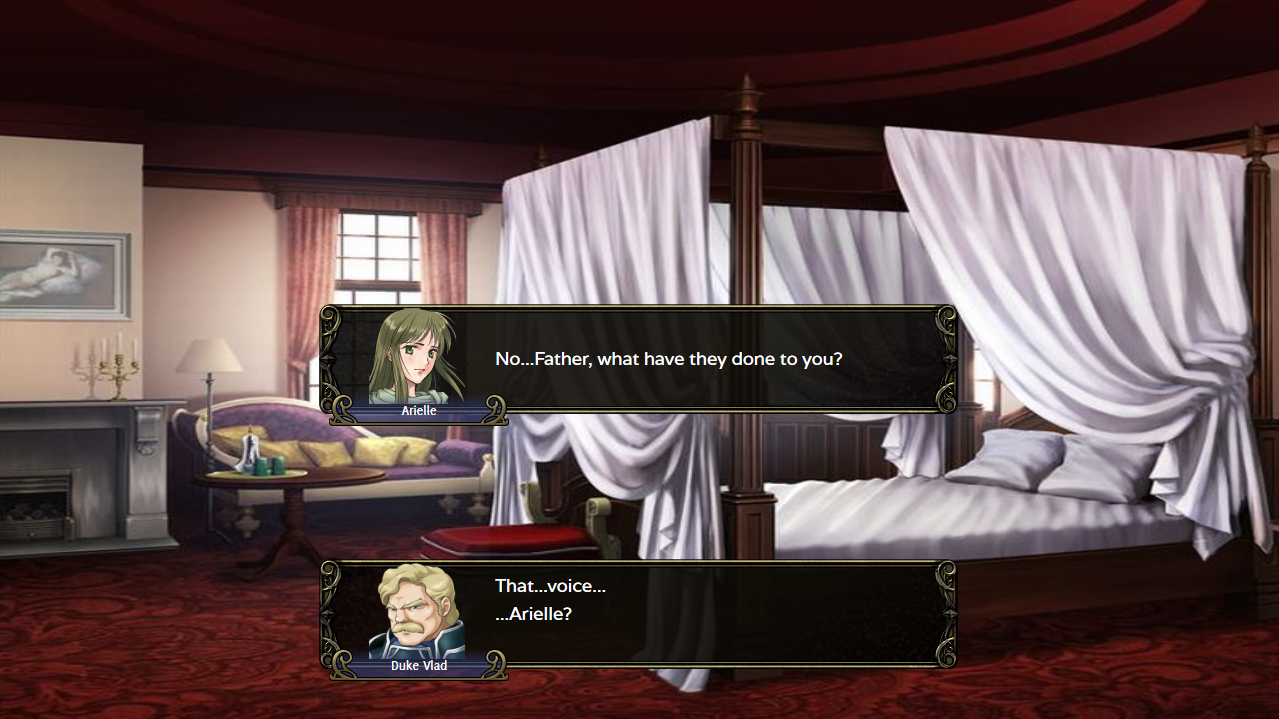 No...Father, what have they done to you?
Arielle
That...voice...
...Arielle?
Duke Vlad